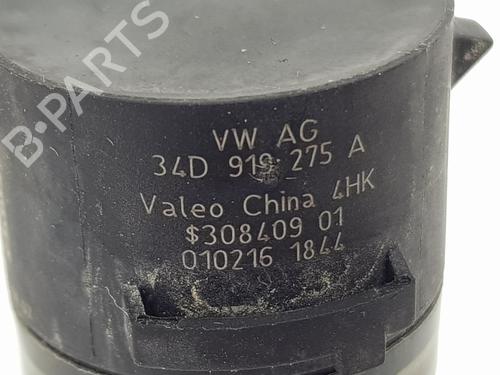 B-PARTS
VW AG
34D 919 275 A
Valeo China 4HK
$308409 01
010216 1844